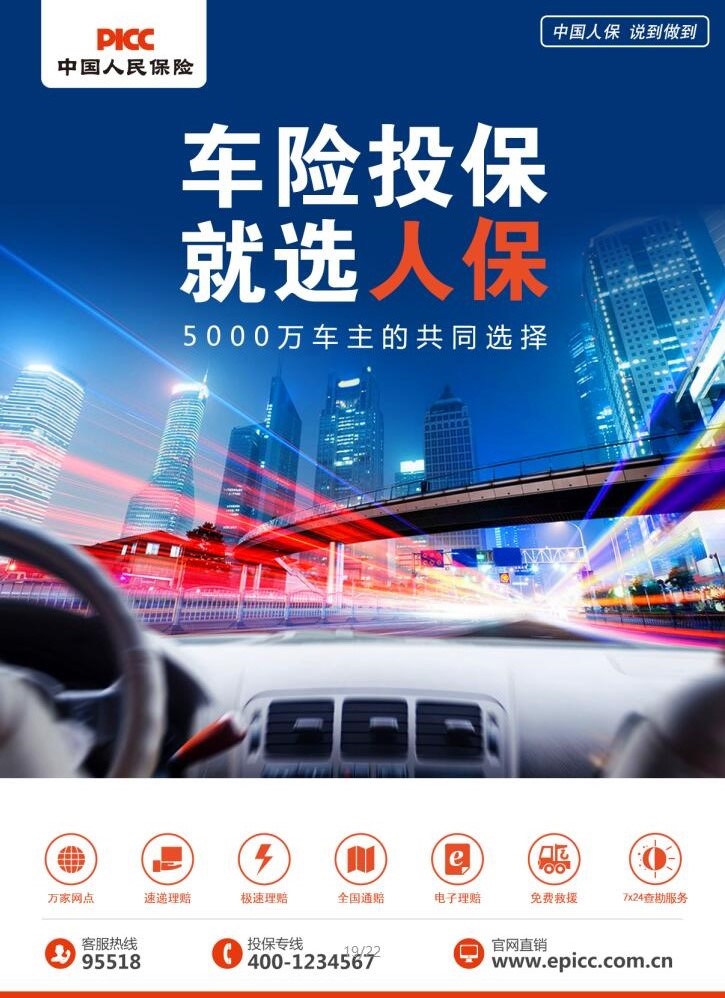 PICC
中国人民保险
中国人保 说到做到
车险投保
就选人保
5000万车主的共同选择
万家网点
速递理赔
极速理赔
全国通赔
电子理赔
免费救援
7x24查勘服务
客服热线
95518
投保专线
400-1234567
19/22
官网直销
www.epicc.com.cn